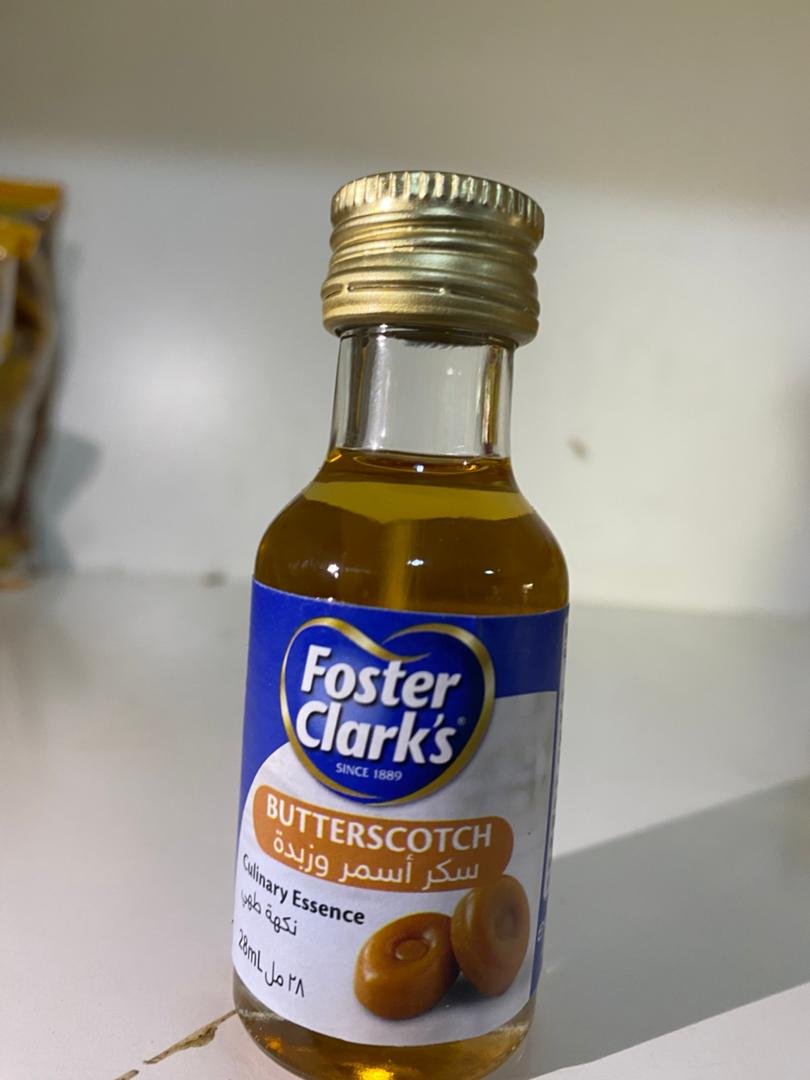 Foster
Clark's®
SINCE 1889
BUTTERSCOTCH
سكر أسمر وزبدة
Culinary Essence
نكهة طهي
28mL ٢٨ مل